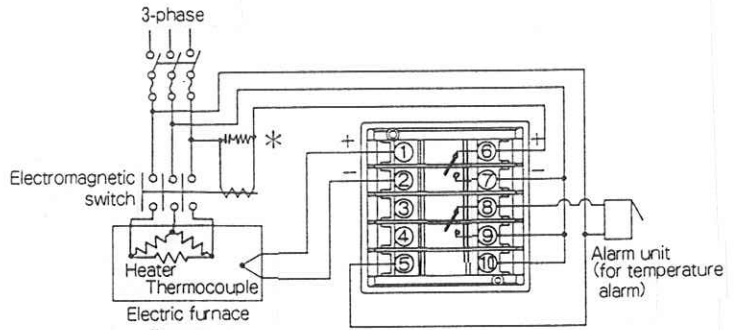 3-phase
*
+ 1 6 +
− 2 7 −
3 8
4 9
5 10
Electromagnetic
switch
Heater
Thermocouple
Electric furnace
Alarm unit
(for temperature
alarm)